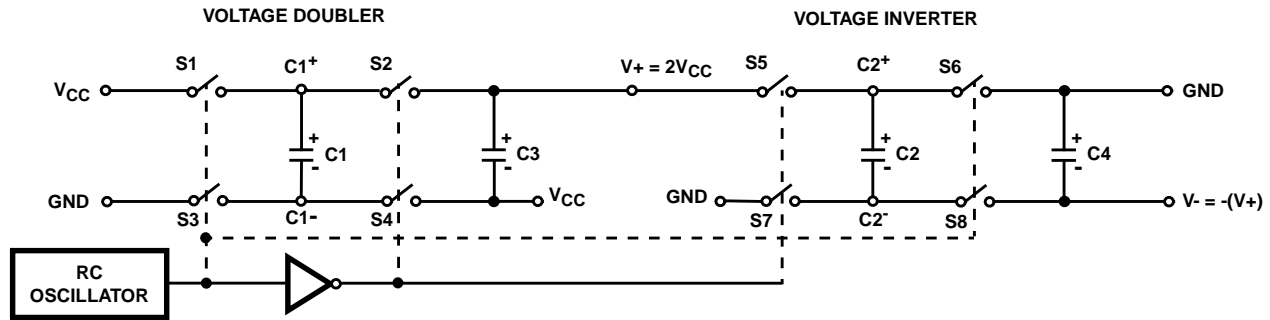 VOLTAGE DOUBLER
VOLTAGE INVERTER
S1 C1+ S2 V+ = 2VCC S5 C2+ S6
VCC GND
+ C1 - + C3 - + C2 - + C4 -
GND VCC GND V- = -(V+)
S3 C1- S4 S7 C2- S8
RC
OSCILLATOR